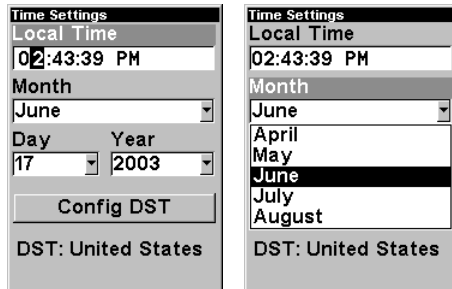 Time Settings
Local Time
02:43:39 PM
Month
June
Day Year
17 2003
Config DST
DST: United States
Time Settings
Local Time
02:43:39 PM
Month
June
April
May
June
July
August
DST: United States